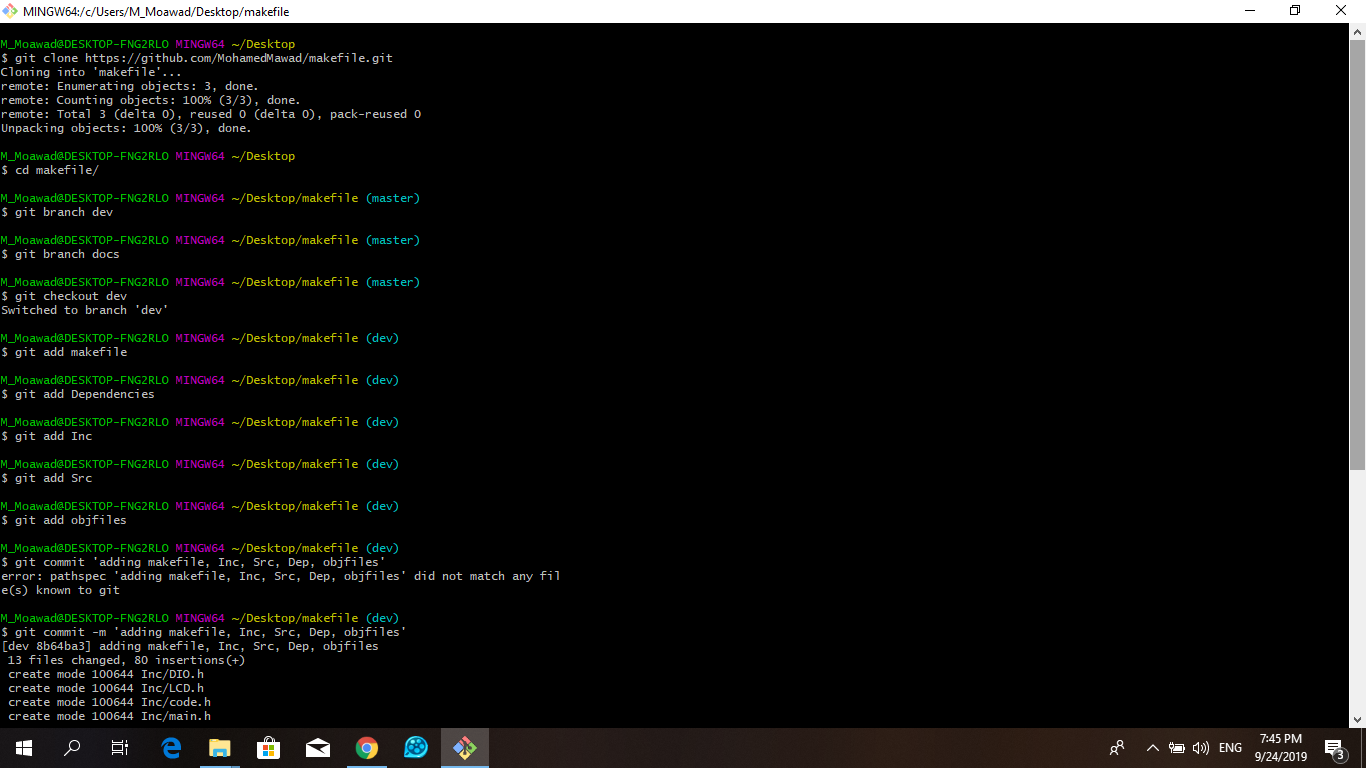 MINGW64:/c/Users/M_Moawad/Desktop/makefile
M_Moawad@DESKTOP-FNG2RLO MINGW64 ~/Desktop
$ git clone https://github.com/MohamedMawad/makefile.git
Cloning into 'makefile'...
remote: Enumerating objects: 3, done.
remote: Counting objects: 100% (3/3), done.
remote: Total 3 (delta 0), reused 0 (delta 0), pack-reused 0
Unpacking objects: 100% (3/3), done.
M_Moawad@DESKTOP-FNG2RLO MINGW64 ~/Desktop
$ cd makefile/
M_Moawad@DESKTOP-FNG2RLO MINGW64 ~/Desktop/makefile (master)
$ git branch dev
M_Moawad@DESKTOP-FNG2RLO MINGW64 ~/Desktop/makefile (master)
$ git branch docs
M_Moawad@DESKTOP-FNG2RLO MINGW64 ~/Desktop/makefile (master)
$ git checkout dev
Switched to branch 'dev'
M_Moawad@DESKTOP-FNG2RLO MINGW64 ~/Desktop/makefile (dev)
$ git add makefile
M_Moawad@DESKTOP-FNG2RLO MINGW64 ~/Desktop/makefile (dev)
$ git add Dependencies
M_Moawad@DESKTOP-FNG2RLO MINGW64 ~/Desktop/makefile (dev)
$ git add Inc
M_Moawad@DESKTOP-FNG2RLO MINGW64 ~/Desktop/makefile (dev)
$ git add Src
M_Moawad@DESKTOP-FNG2RLO MINGW64 ~/Desktop/makefile (dev)
$ git add objfiles
M_Moawad@DESKTOP-FNG2RLO MINGW64 ~/Desktop/makefile (dev)
$ git commit 'adding makefile, Inc, Src, Dep, objfiles'
error: pathspec 'adding makefile, Inc, Src, Dep, objfiles' did not match any fil
e(s) known to git
M_Moawad@DESKTOP-FNG2RLO MINGW64 ~/Desktop/makefile (dev)
$ git commit -m 'adding makefile, Inc, Src, Dep, objfiles'
[dev 8b64ba3] adding makefile, Inc, Src, Dep, objfiles
13 files changed, 80 insertions(+)
create mode 100644 Inc/DIO.h
create mode 100644 Inc/LCD.h
create mode 100644 Inc/code.h
create mode 100644 Inc/main.h
ENG
7:45 PM
9/24/2019
3